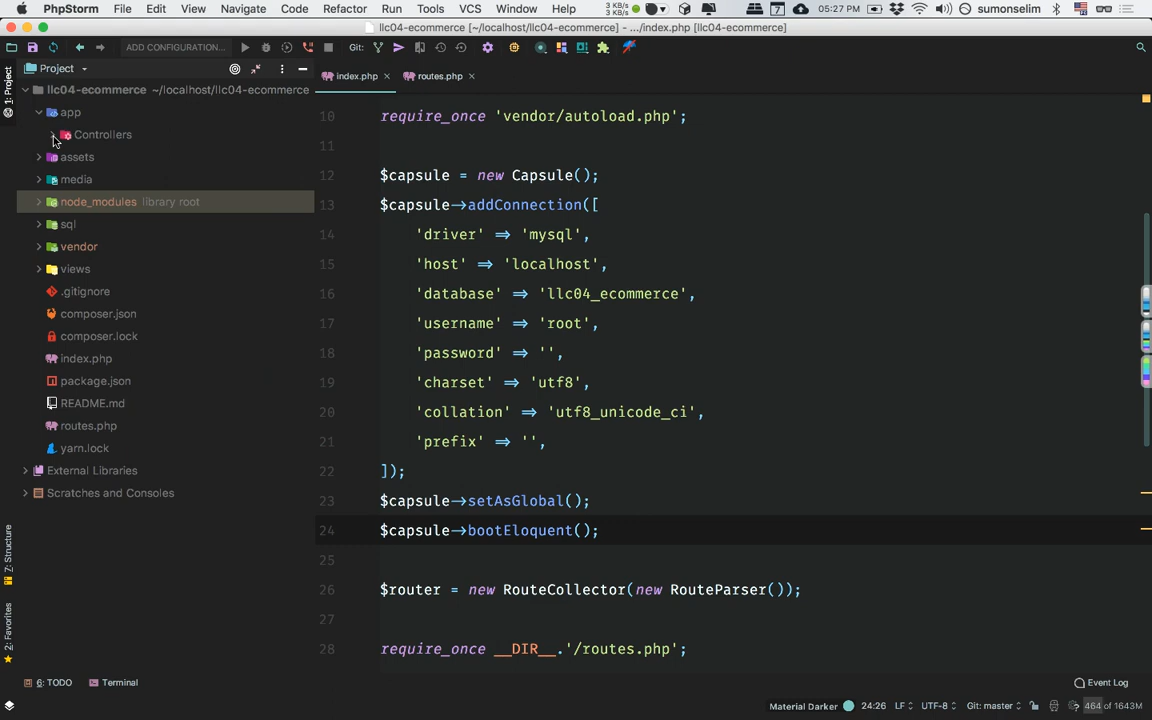 PhpStorm File Edit View Navigate Code Refactor Run Tools VCS Window Help 3 KB/s 6 KB/s 7 05:27 PM sumonselim
llc04-ecommerce [~/localhost/llc04-ecommerce] - .../index.php [llc04-ecommerce]
ADD CONFIGURATION... Git:
Project index.php routes.php
1: Project
llc04-ecommerce ~/localhost/llc04-ecommerce
app
Controllers
assets
media
node_modules library root
sql
vendor
views
.gitignore
composer.json
composer.lock
index.php
package.json
README.md
routes.php
yarn.lock
External Libraries
Scratches and Consoles
7: Structure
2: Favorites
10 require_once 'vendor/autoload.php';
11
12 $capsule = new Capsule();
13 $capsule→addConnection([
14 'driver' ⇒ 'mysql',
15 'host' ⇒ 'localhost',
16 'database' ⇒ 'llc04_ecommerce',
17 'username' ⇒ 'root',
18 'password' ⇒ '',
19 'charset' ⇒ 'utf8',
20 'collation' ⇒ 'utf8_unicode_ci',
21 'prefix' ⇒ '',
22 ]);
23 $capsule→setAsGlobal();
24 $capsule→bootEloquent();
25
26 $router = new RouteCollector(new RouteParser());
27
28 require_once __DIR__.'/routes.php';
6: TODO Terminal Event Log
Material Darker 24:26 LF UTF-8 Git: master 464 of 1643M